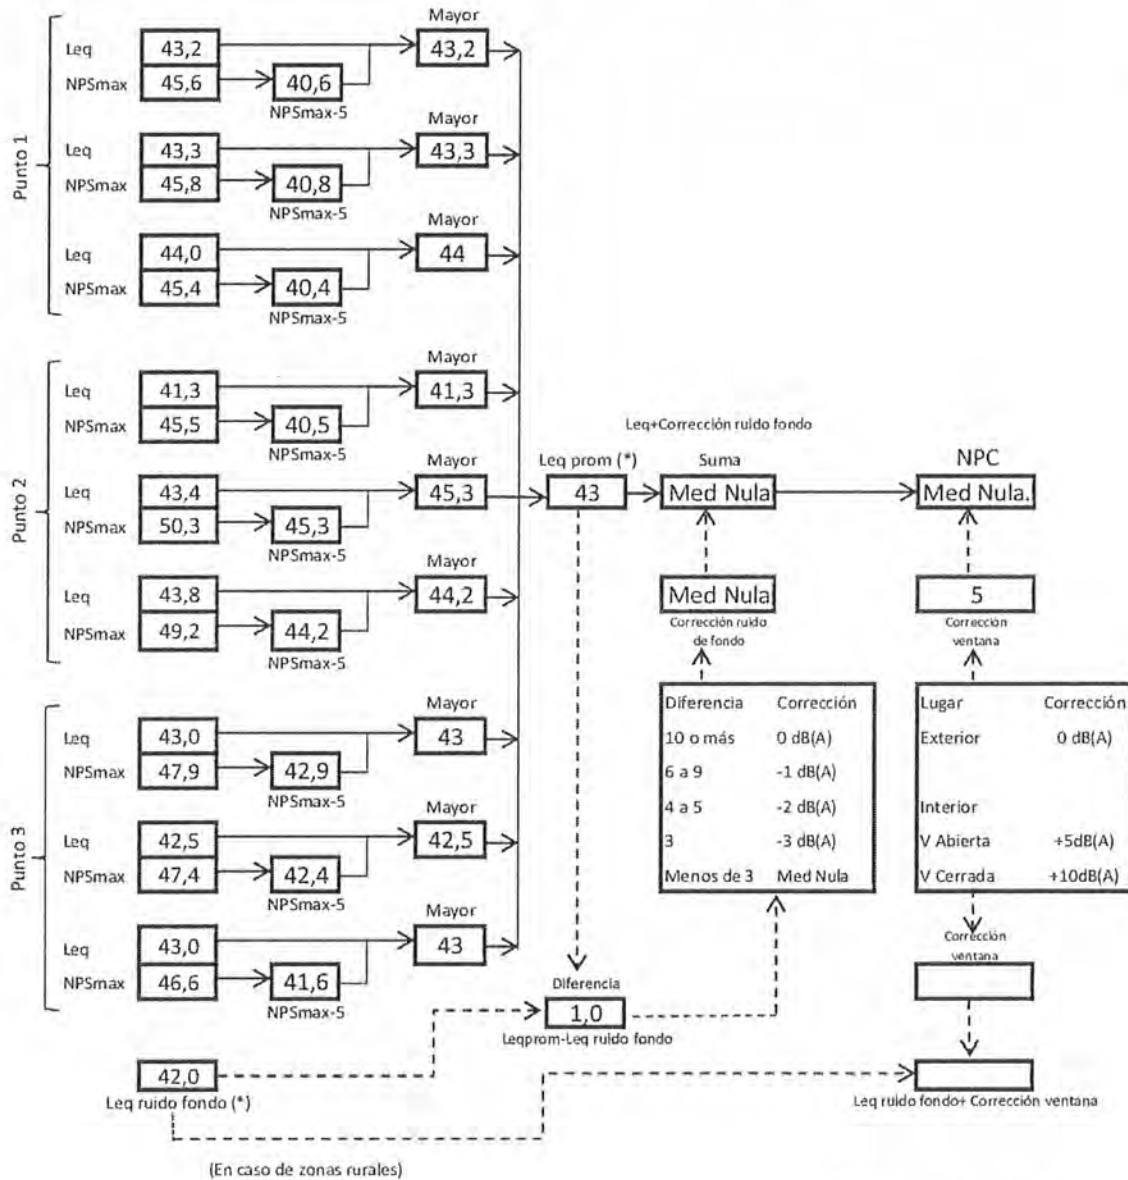 Punto 1
Mayor
Leq 43,2 43,2
NPSmax 45,6 40,6
NPSmax-5
Mayor
Leq 43,3 43,3
NPSmax 45,8 40,8
NPSmax-5
Mayor
Leq 44,0 44
NPSmax 45,4 40,4
NPSmax-5
Punto 2
Mayor
Leq 41,3 41,3
NPSmax 45,5 40,5
NPSmax-5
Mayor
Leq 43,4 45,3
NPSmax 50,3 45,3
NPSmax-5
Mayor
Leq 43,8 44,2
NPSmax 49,2 44,2
NPSmax-5
Punto 3
Mayor
Leq 43,0 43
NPSmax 47,9 42,9
NPSmax-5
Mayor
Leq 42,5 42,5
NPSmax 47,4 42,4
NPSmax-5
Mayor
Leq 43,0 43
NPSmax 46,6 41,6
NPSmax-5
42,0
Leq ruido fondo (*)
(En caso de zonas rurales)
Leq prom (*)
43
Diferencia
1,0
Leqprom-Leq ruido fondo
Leq+Corrección ruido fondo
Suma
Med Nula
Med Nula
Corrección ruido
de fondo
Diferencia Corrección
10 o más 0 dB(A)
6 a 9 -1 dB(A)
4 a 5 -2 dB(A)
3 -3 dB(A)
Menos de 3 Med Nula
NPC
Med Nula.
5
Corrección
ventana
Lugar Corrección
Exterior 0 dB(A)
Interior
V Abierta +5dB(A)
V Cerrada +10dB(A)
Corrección
ventana
Leq ruido fondo+ Corrección ventana